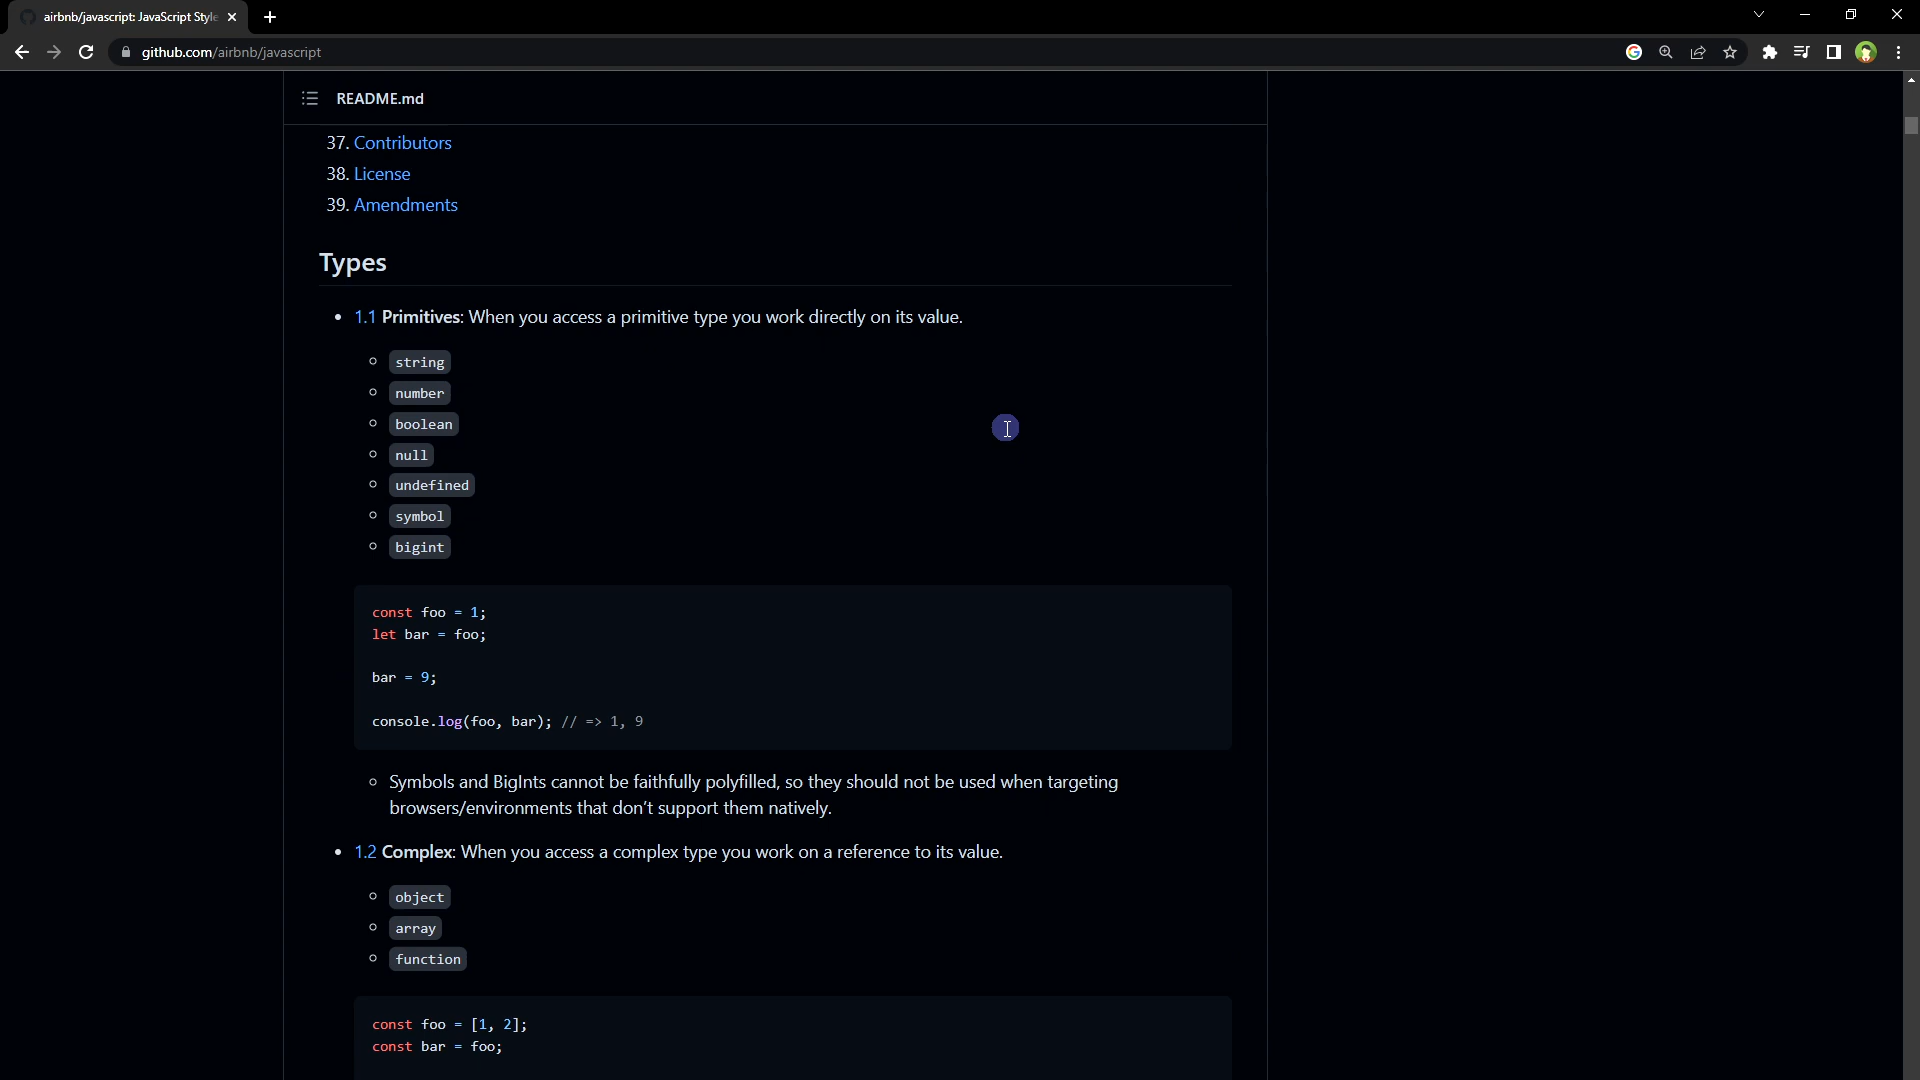 airbnb/javascript: JavaScript Style
github.com/airbnb/javascript
README.md
37. Contributors
38. License
39. Amendments
Types
1.1 Primitives: When you access a primitive type you work directly on its value.
string
number
boolean
null
undefined
symbol
bigint
const foo = 1;
let bar = foo;
bar = 9;
console.log(foo, bar); // => 1, 9
Symbols and BigInts cannot be faithfully polyfilled, so they should not be used when targeting
browsers/environments that don't support them natively.
1.2 Complex: When you access a complex type you work on a reference to its value.
object
array
function
const foo = [1, 2];
const bar = foo;